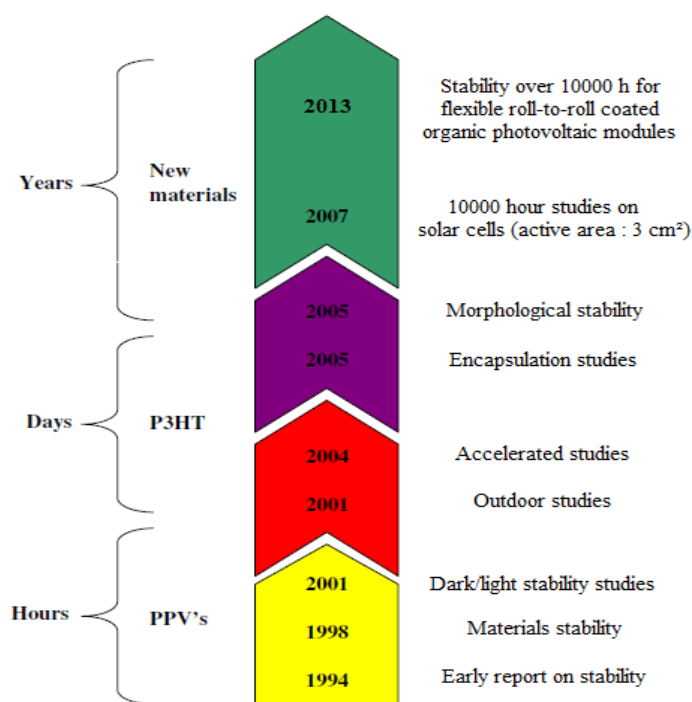 2013
Stability over 10000 h for
flexible roll-to-roll coated
organic photovoltaic modules
Years
New
materials
2007
10000 hour studies on
solar cells (active area : 3 cm²)
2005
Morphological stability
2005
Encapsulation studies
Days
P3HT
2004
Accelerated studies
2001
Outdoor studies
Hours
PPV's
2001
Dark/light stability studies
1998
Materials stability
1994
Early report on stability